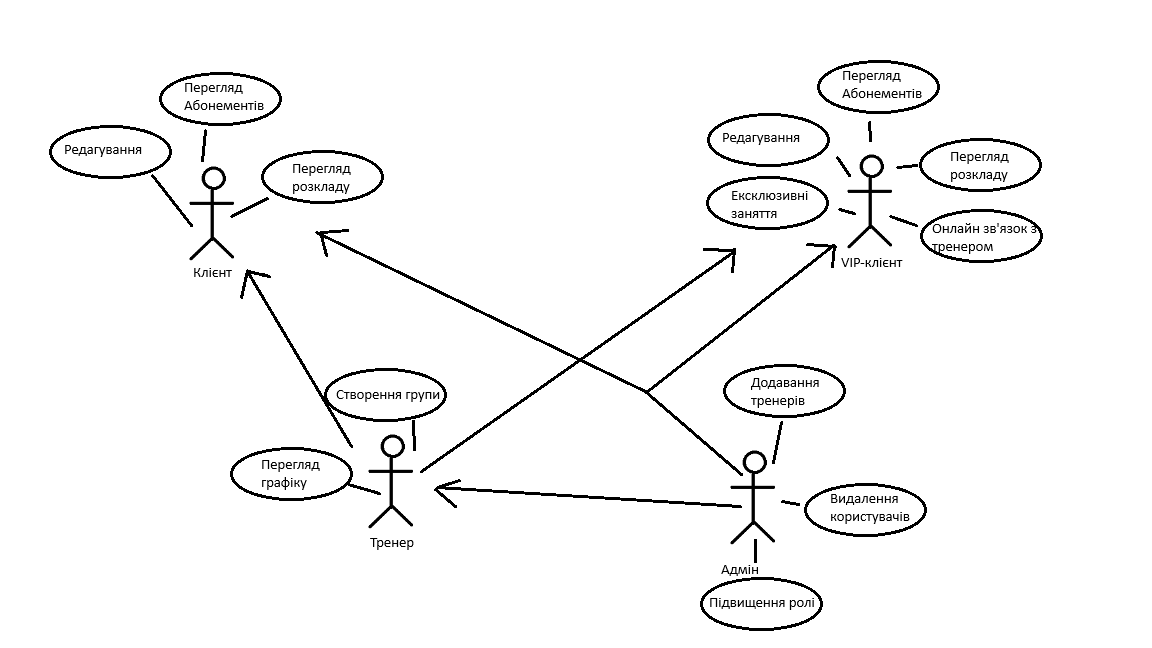 Перегляд
Абонементів
Редагування
Перегляд
розкладу
Клієнт
Перегляд
Абонементів
Редагування
Перегляд
розкладу
Ексклюзивні
заняття
Онлайн зв'язок з
тренером
VIP-клієнт
Створення групи
Перегляд
графіку
Тренер
Додавання
тренерів
Видалення
користувачів
Адмін
Підвищення ролі